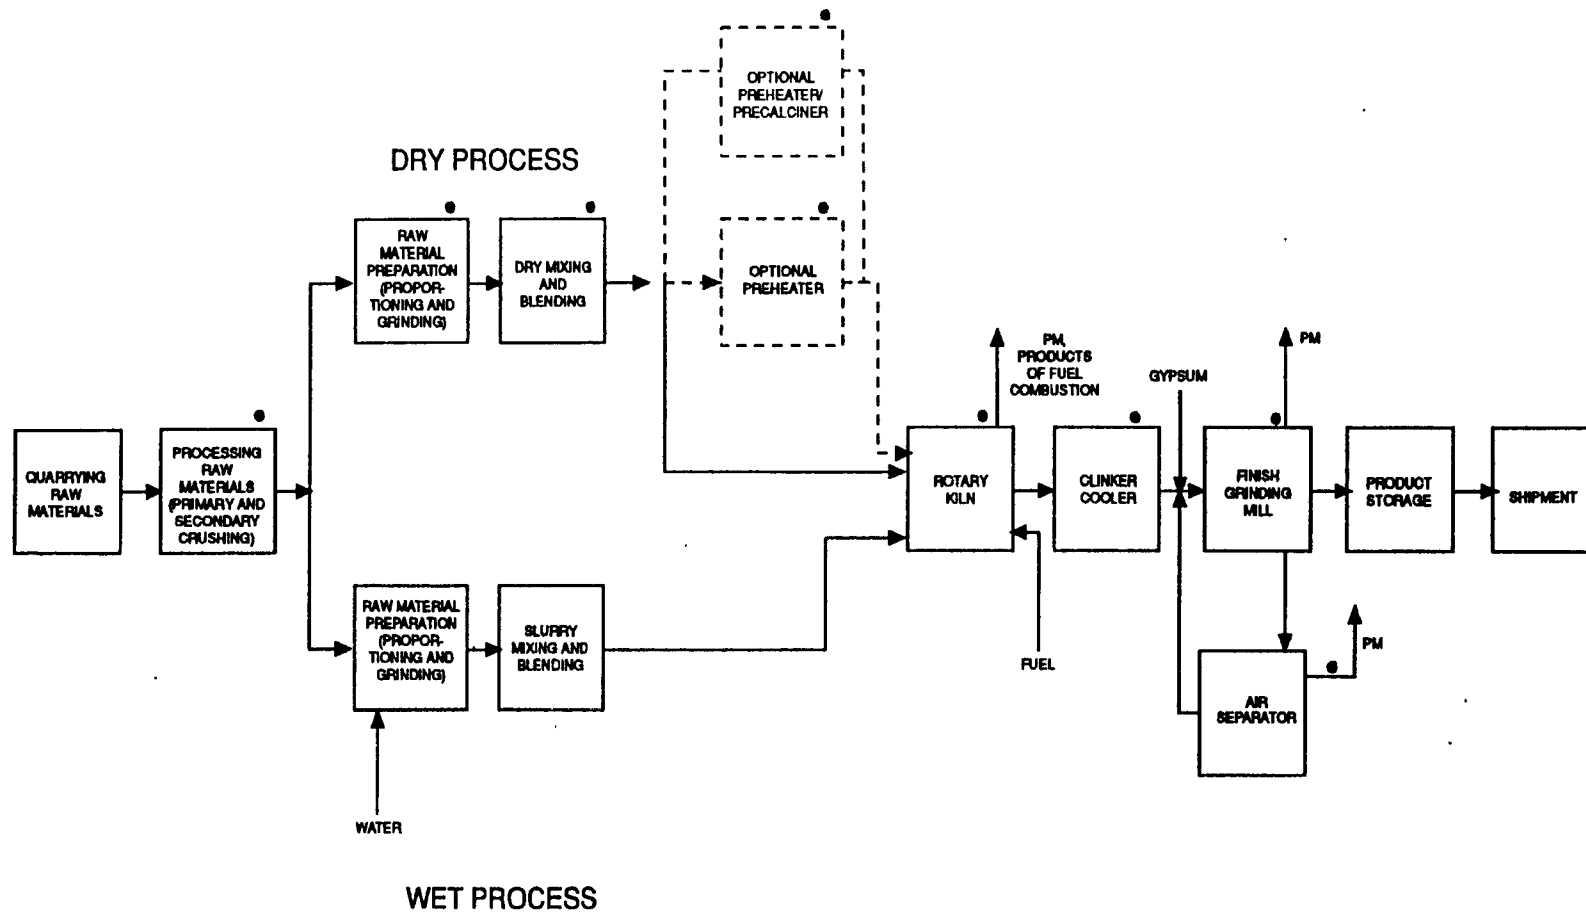 OPTIONAL
PREHEATER/
PRECALCINER
DRY PROCESS
RAW
MATERIAL
PREPARATION
(PROPOR-
TIONING AND
GRINDING)
DRY MIXING
AND
BLENDING
OPTIONAL
PREHEATER
PM,
PRODUCTS
OF FUEL
COMBUSTION
GYPSUM
PM
QUARRYING
RAW
MATERIALS
PROCESSING
RAW
MATERIALS
(PRIMARY AND
SECONDARY
CRUSHING)
ROTARY
KILN
CLINKER
COOLER
FINISH
GRINDING
MILL
PRODUCT
STORAGE
SHIPMENT
RAW MATERIAL
PREPARATION
(PROPOR-
TIONING AND
GRINDING)
SLURRY
MIXING AND
BLENDING
FUEL
PM
AIR
SEPARATOR
WATER
WET PROCESS